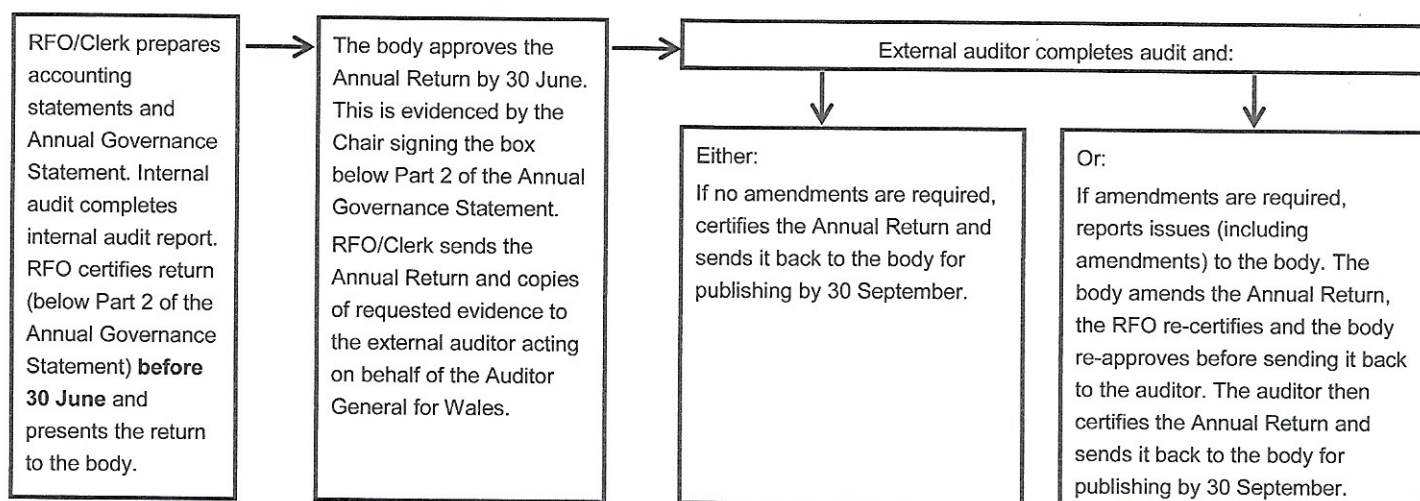 RFO/Clerk prepares
accounting
statements and
Annual Governance
Statement. Internal
audit completes
internal audit report.
RFO certifies return
(below Part 2 of the
Annual Governance
Statement) before
30 June and
presents the return
to the body.
The body approves the
Annual Return by 30 June.
This is evidenced by the
Chair signing the box
below Part 2 of the Annual
Governance Statement.
RFO/Clerk sends the
Annual Return and copies
of requested evidence to
the external auditor acting
on behalf of the Auditor
General for Wales.
External auditor completes audit and:
Either:
If no amendments are required,
certifies the Annual Return and
sends it back to the body for
publishing by 30 September.
Or:
If amendments are required,
reports issues (including
amendments) to the body. The
body amends the Annual Return,
the RFO re-certifies and the body
re-approves before sending it back
to the auditor. The auditor then
certifies the Annual Return and
sends it back to the body for
publishing by 30 September.